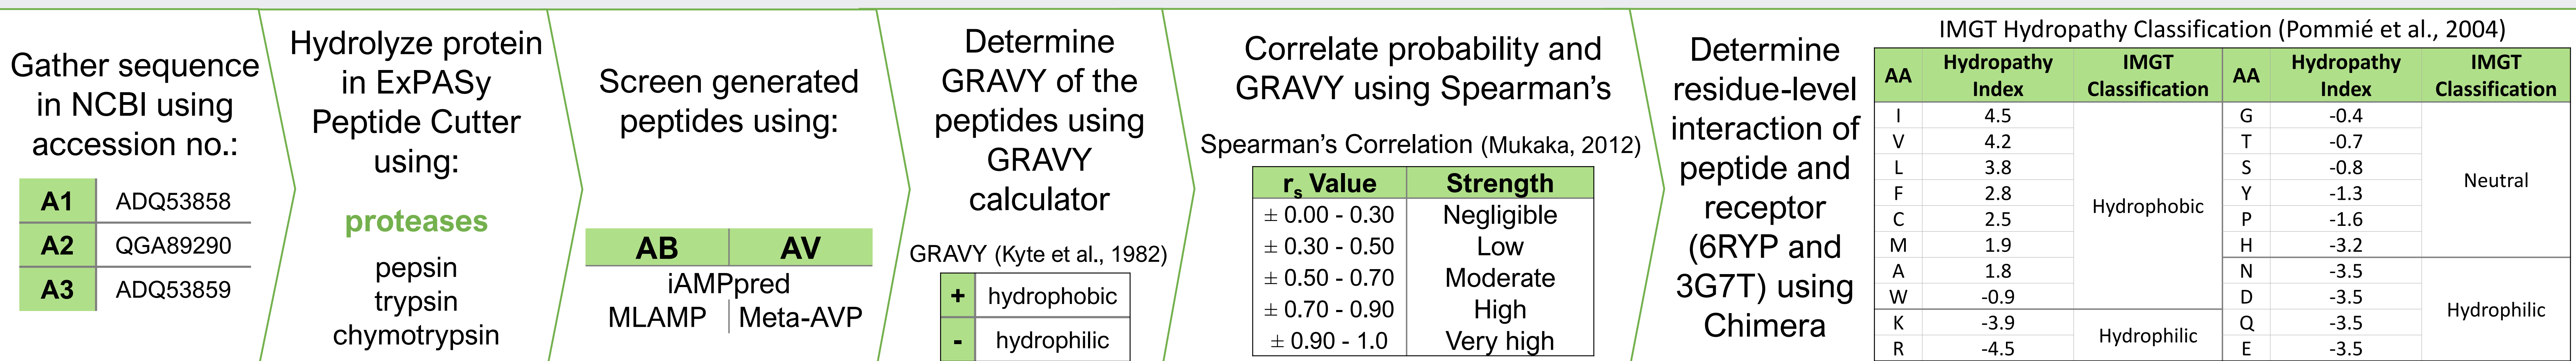 Gather sequence
in NCBI using
accession no.:
A1 ADQ53858
A2 QGA89290
A3 ADQ53859
Hydrolyze protein
in ExPASy
Peptide Cutter
using:
proteases
pepsin
trypsin
chymotrypsin
Screen generated
peptides using:
AB AV
iAMPpred
MLAMP Meta-AVP
Determine
GRAVY of the
peptides using
GRAVY
calculator
GRAVY (Kyte et al., 1982)
+ hydrophobic
- hydrophilic
Correlate probability and
GRAVY using Spearman's
Spearman's Correlation (Mukaka, 2012)
rs Value Strength
± 0.00 - 0.30 Negligible
± 0.30 - 0.50 Low
± 0.50 - 0.70 Moderate
± 0.70 - 0.90 High
± 0.90 - 1.0 Very high
Determine
residue-level
interaction of
peptide and
receptor
(6RYP and
3G7T) using
Chimera
IMGT Hydropathy Classification (Pommié et al., 2004)
AA Hydropathy Index IMGT Classification AA Hydropathy Index IMGT Classification
I 4.5 G -0.4
V 4.2 T -0.7
L 3.8 S -0.8
F 2.8 Y -1.3 Neutral
C 2.5 Hydrophobic P -1.6
M 1.9 H -3.2
A 1.8 N -3.5
W -0.9 D -3.5 Hydrophilic
K -3.9 Hydrophilic Q -3.5
R -4.5 E -3.5